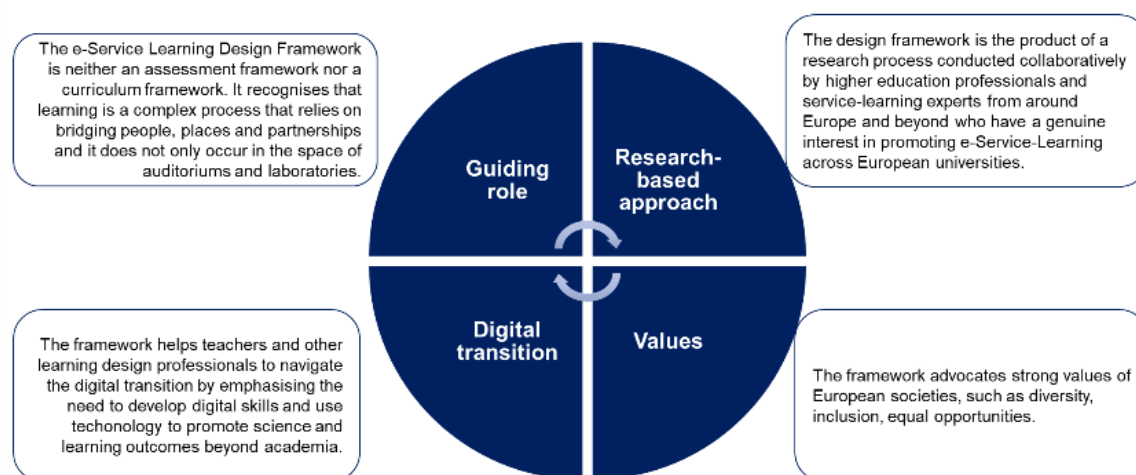 The e-Service Learning Design Framework
is neither an assessment framework nor a
curriculum framework. It recognises that
learning is a complex process that relies on
bridging people, places and partnerships
and it does not only occur in the space of
auditoriums and laboratories.
Guiding
role
Research-
based
approach
The design framework is the product of a
research process conducted collaboratively
by higher education professionals and
service-learning experts from around
Europe and beyond who have a genuine
interest in promoting e-Service-Learning
across European universities.
The framework helps teachers and other
learning design professionals to navigate
the digital transition by emphasising the
need to develop digital skills and use
techonology to promote science and
learning outcomes beyond academia.
Digital
transition
Values
The framework advocates strong values of
European societies, such as diversity,
inclusion, equal opportunities.